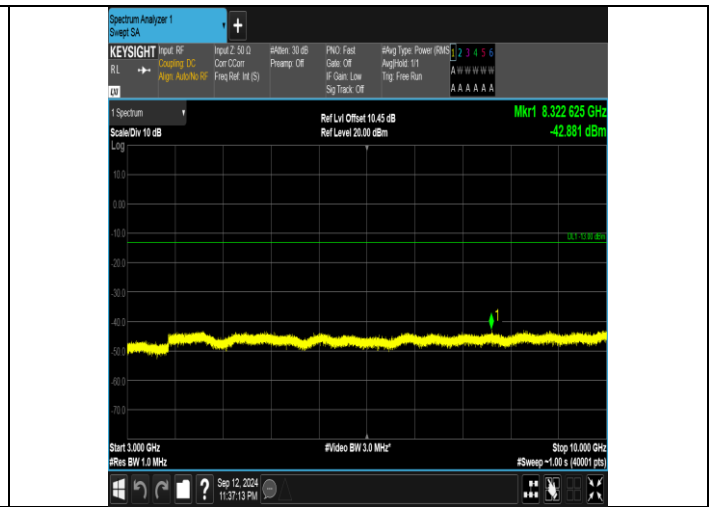 Spectrum Analyzer 1
Swept SA
+
KEYSIGHT
RL
LXI
Input: RF
Coupling: DC
Align: Auto/No RF
Input Z: 50 Ω
Corr CCorr
Freq Ref: Int (S)
#Atten: 30 dB
Preamp: Off
PNO: Fast
Gate: Off
IF Gain: Low
Sig Track: Off
#Avg Type: Power (RMS
Avg|Hold: 1/1
Trig: Free Run
1 2 3 4 5 6
A W W W W W
A A A A A A
1 Spectrum
Scale/Div 10 dB
Log
Ref Lvl Offset 10.45 dB
Ref Level 20.00 dBm
Mkr1 8.322 625 GHz
-42.881 dBm
10.0
0.00
-10.0
DL1 -13.00 dBm
-20.0
-30.0
-40.0
1
-50.0
-60.0
-70.0
Start 3.000 GHz
#Res BW 1.0 MHz
#Video BW 3.0 MHz*
Stop 10.000 GHz
#Sweep ~1.00 s (40001 pts)
?
Sep 12, 2024
11:37:13 PM